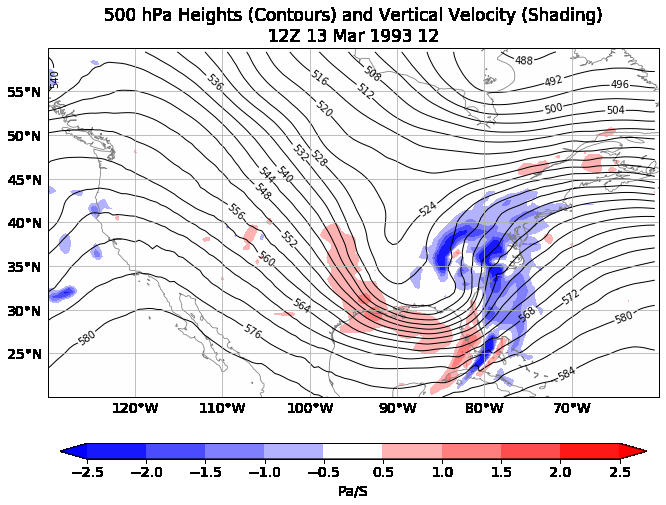 500 hPa Heights (Contours) and Vertical Velocity (Shading)
12Z 13 Mar 1993 12
540
536
516
508
512
520
488
492
496
500
504
55°N
50°N
45°N
40°N
35°N
30°N
25°N
532
528
544
540
548
556
552
524
560
564
572
568
580
576
580
584
120°W 110°W 100°W 90°W 80°W 70°W
−2.5 −2.0 −1.5 −1.0 −0.5 0.5 1.0 1.5 2.0 2.5
Pa/S